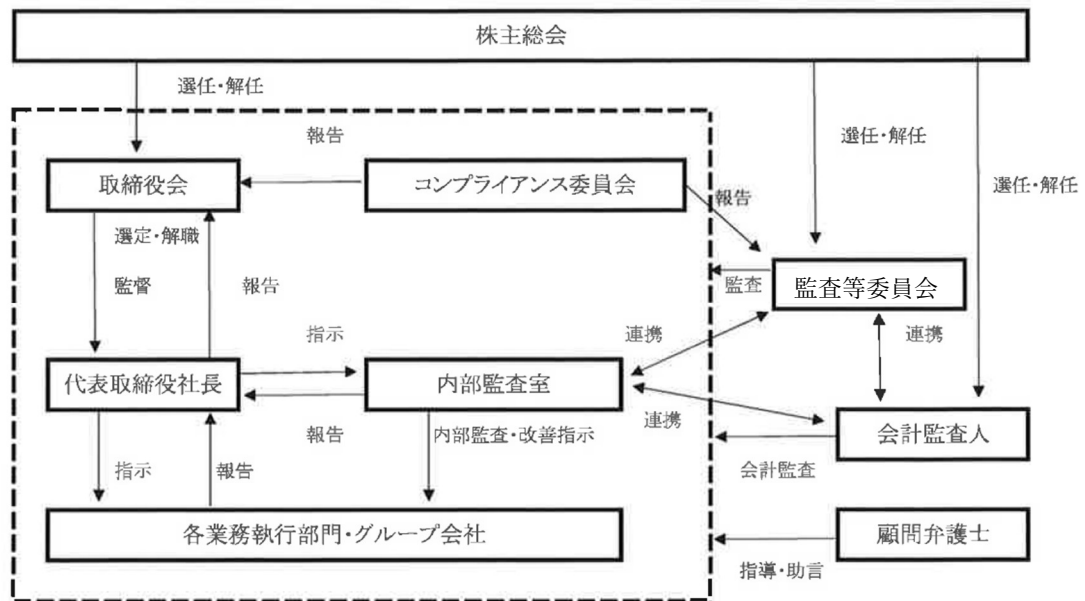 株主総会
選任・解任
報告
選任・解任
取締役会
コンプライアンス委員会
選任・解任
報告
選定・解職
監督
報告
監査
監査等委員会
指示
連携
連携
代表取締役社長
内部監査室
報告
内部監査・改善指示
連携
会計監査人
指示
報告
会計監査
各業務執行部門・グループ会社
顧問弁護士
指導・助言